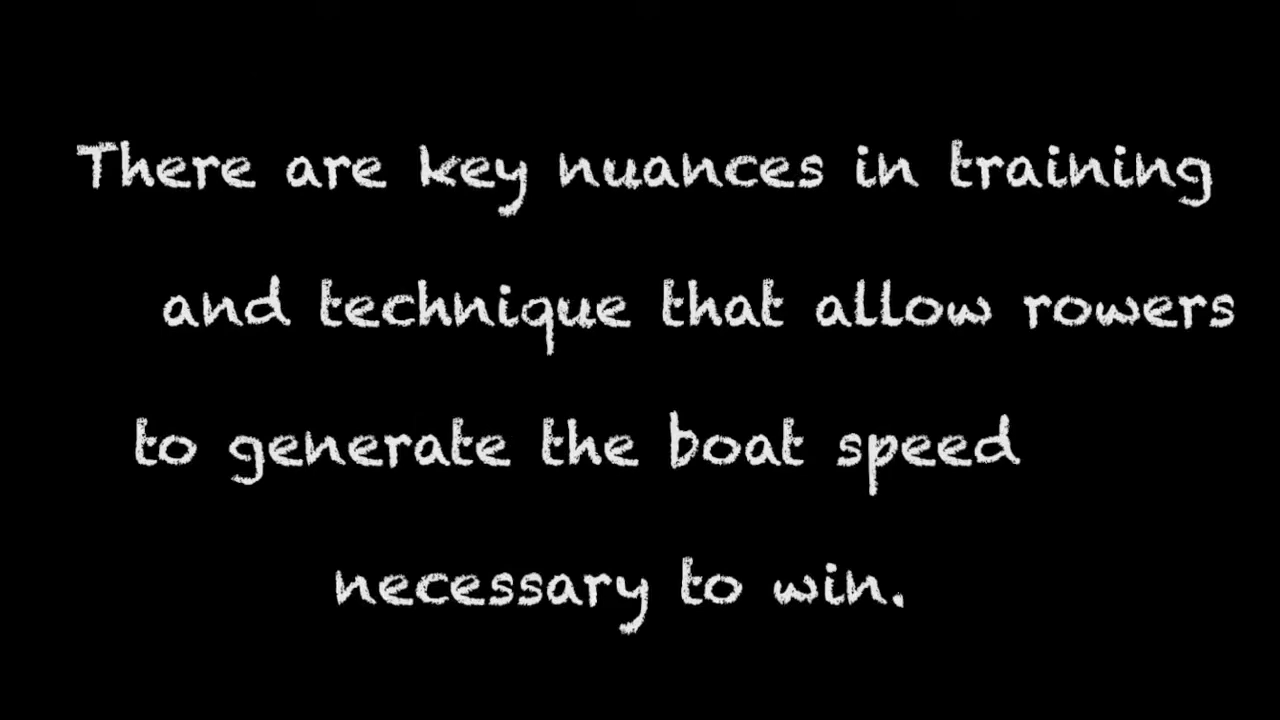 There are key nuances in training
and technique that allow rowers
to generate the boat speed
necessary to win.